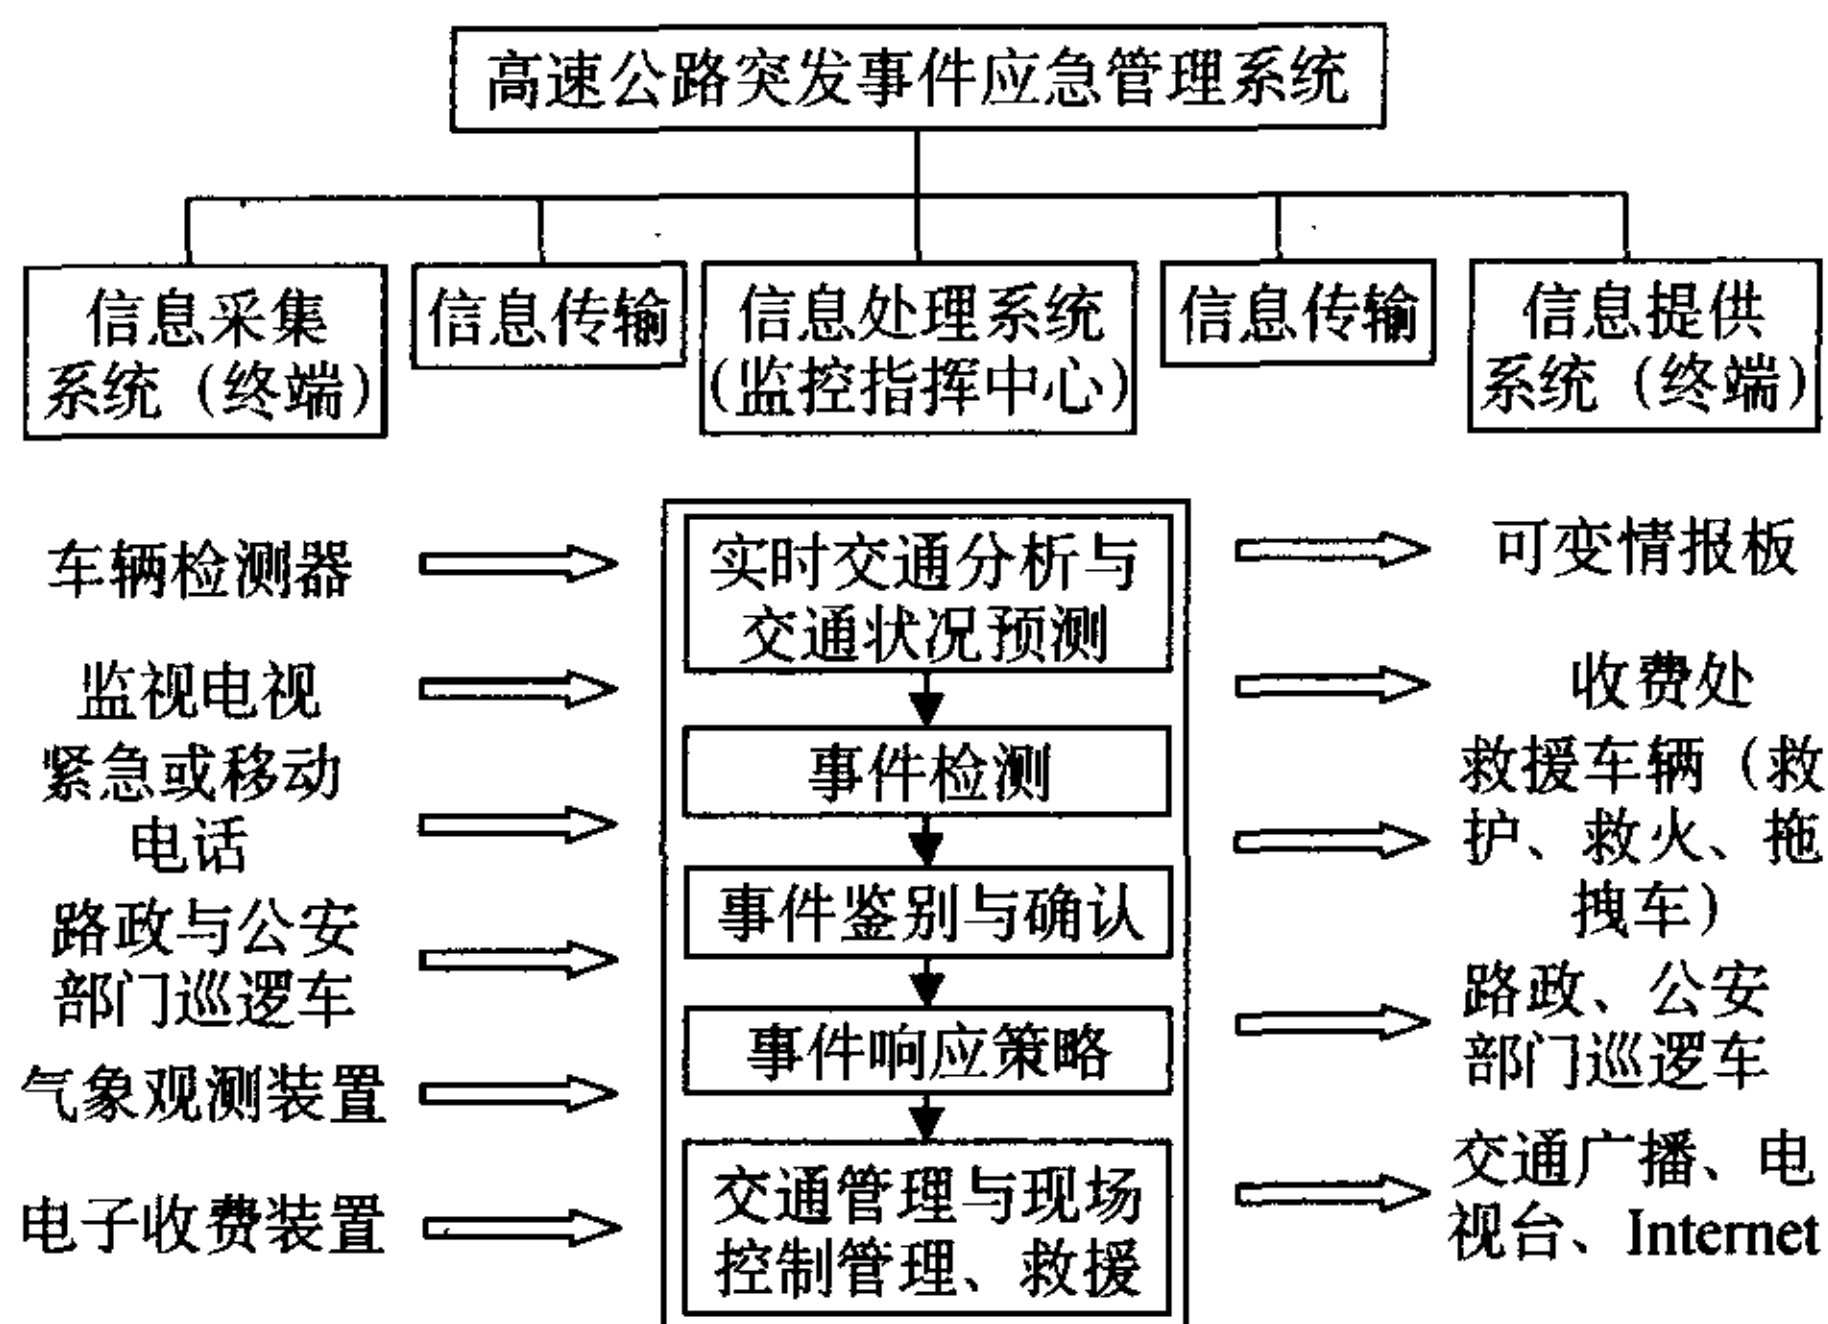 高速公路突发事件应急管理系统
信息采集
系统（终端）
信息传输
信息处理系统
（监控指挥中心）
信息传输
信息提供
系统（终端）
车辆检测器
监视电视
紧急或移动
电话
路政与公安
部门巡逻车
气象观测装置
电子收费装置
实时交通分析与
交通状况预测
事件检测
事件鉴别与确认
事件响应策略
交通管理与现场
控制管理、救援
可变情报板
收费处
救援车辆（救
护、救火、拖
拽车）
路政、公安
部门巡逻车
交通广播、电
视台、Internet